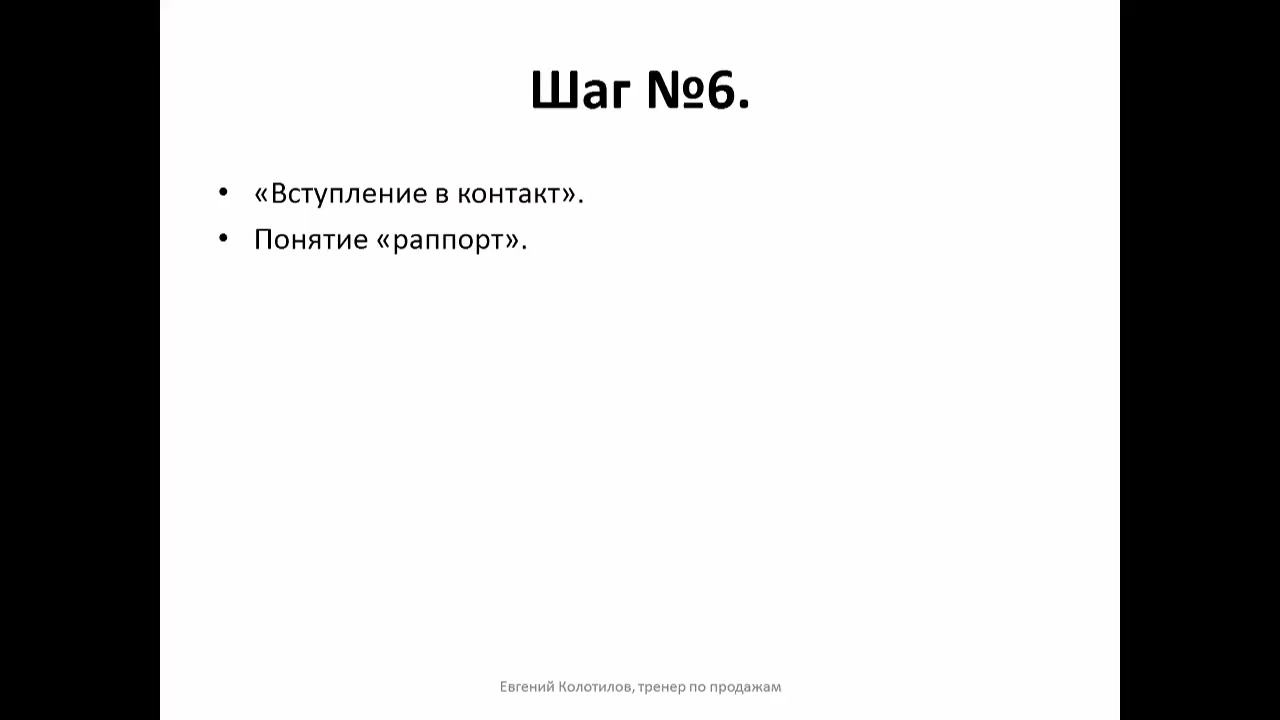 Шаг №6.
• «Вступление в контакт».
• Понятие «раппорт».
Евгений Колотилов, тренер по продажам